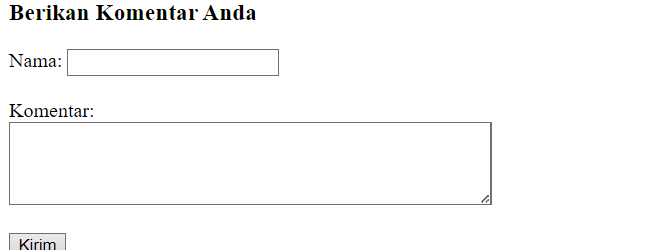 Berikan Komentar Anda
Nama:
Komentar:
Kirim